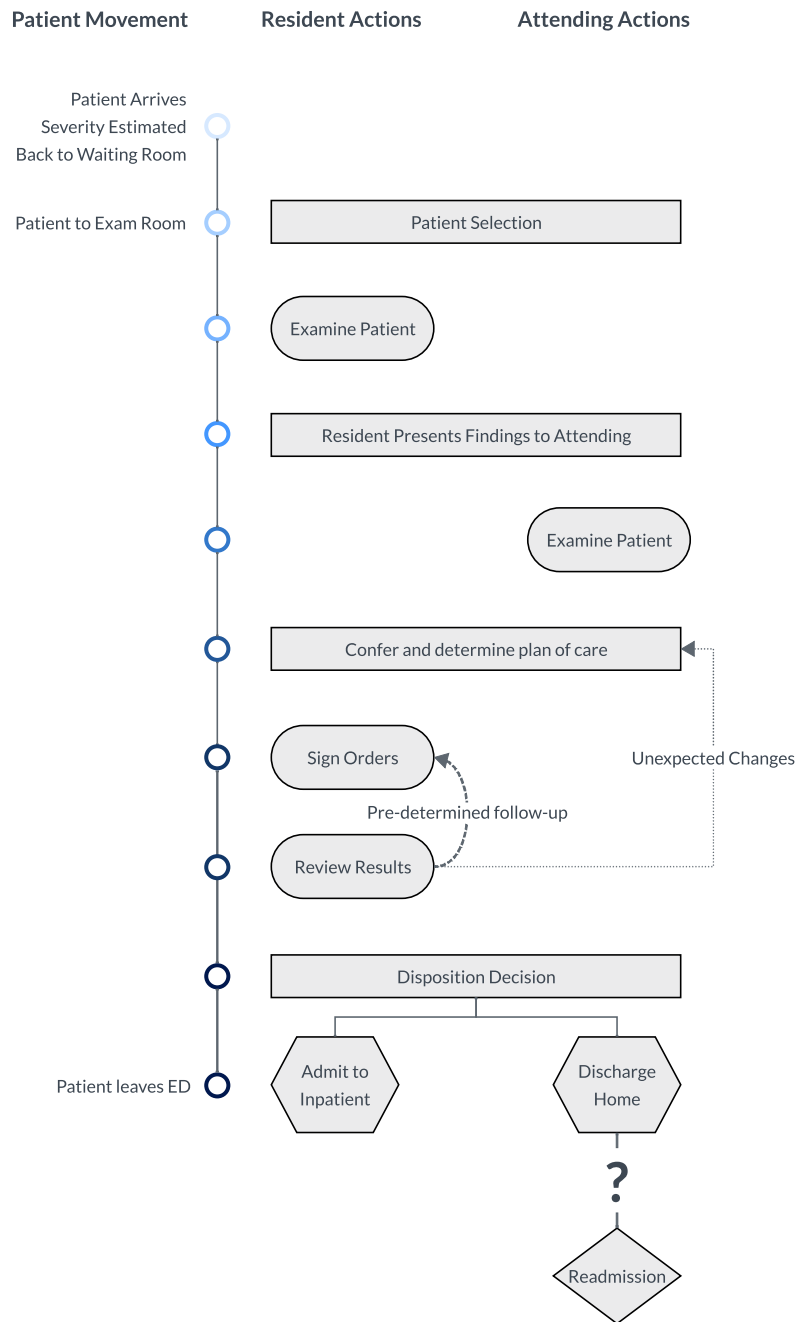 Patient Movement
Resident Actions
Attending Actions
Patient Arrives
Severity Estimated
Back to Waiting Room
Patient to Exam Room
Patient Selection
Examine Patient
Resident Presents Findings to Attending
Examine Patient
Confer and determine plan of care
Sign Orders
Unexpected Changes
Pre-determined follow-up
Review Results
Disposition Decision
Patient leaves ED
Admit to
Inpatient
Discharge
Home
?
Readmission